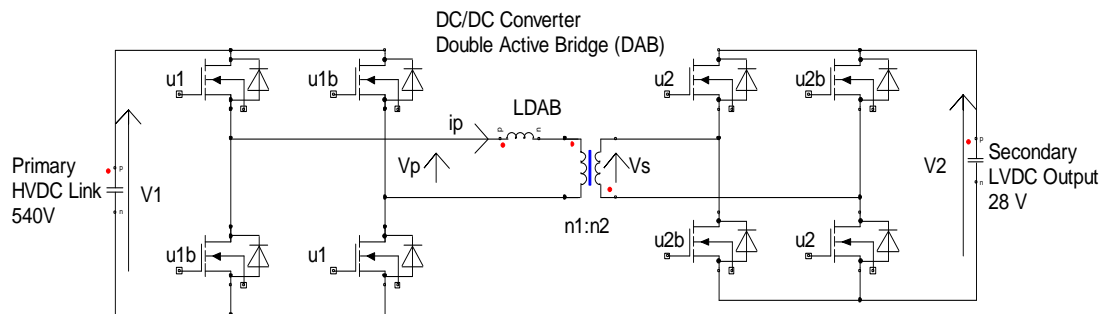 DC/DC Converter
Double Active Bridge (DAB)
u1
u1b
u2
u2b
LDAB
ip
p
n
Primary
HVDC Link
540V
p
n
V1
Vp
Vs
V2
p
n
Secondary
LVDC Output
28 V
n1:n2
u1b
u1
u2b
u2